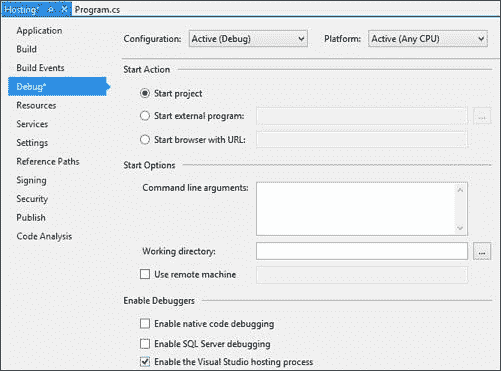 Hosting* Program.cs
Application
Build
Build Events
Debug*
Resources
Services
Settings
Reference Paths
Signing
Security
Publish
Code Analysis
Configuration: Active (Debug) Platform: Active (Any CPU)
Start Action
Start project
Start external program: ...
Start browser with URL:
Start Options
Command line arguments:
Working directory: ...
Use remote machine
Enable Debuggers
Enable native code debugging
Enable SQL Server debugging
Enable the Visual Studio hosting process